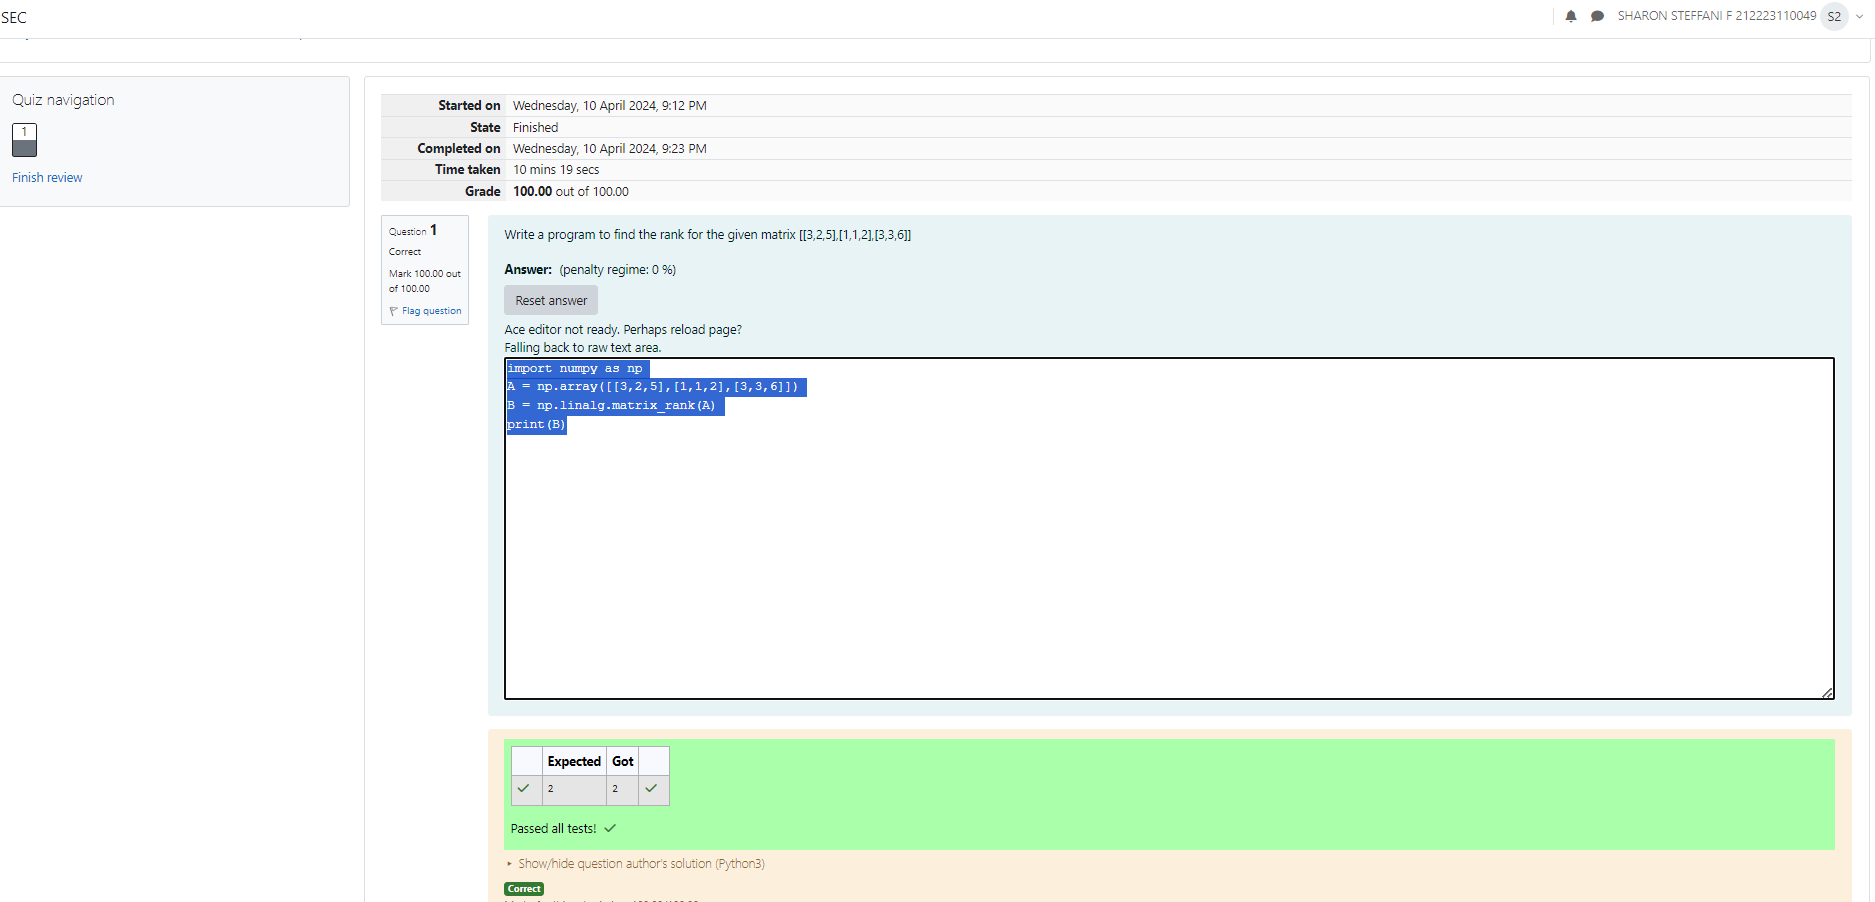 SEC
SHARON STEFFANI F 212223110049 S2
Quiz navigation
1
Finish review
Started on Wednesday, 10 April 2024, 9:12 PM
State Finished
Completed on Wednesday, 10 April 2024, 9:23 PM
Time taken 10 mins 19 secs
Grade 100.00 out of 100.00
Question 1
Correct
Mark 100.00 out
of 100.00
Flag question
Write a program to find the rank for the given matrix [[3,2,5],[1,1,2],[3,3,6]]
Answer: (penalty regime: 0 %)
Reset answer
Ace editor not ready. Perhaps reload page?
Falling back to raw text area.
import numpy as np
A = np.array([[3,2,5],[1,1,2],[3,3,6]])
B = np.linalg.matrix_rank(A)
print(B)
Expected Got
2 2
Passed all tests!
Show/hide question author's solution (Python3)
Correct